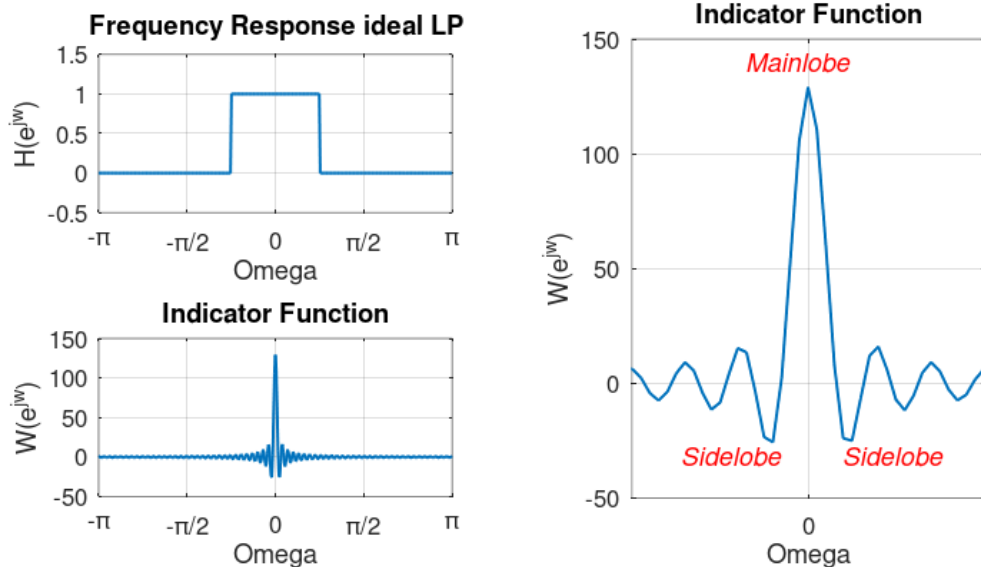 Frequency Response ideal LP
1.5
1
0.5
0
-0.5
H(e^jw)
-π -π/2 0 π/2 π
Omega
Indicator Function
150
100
50
0
-50
W(e^jw)
-π -π/2 0 π/2 π
Omega
Indicator Function
150
100
50
0
-50
W(e^jw)
Mainlobe
Sidelobe Sidelobe
0
Omega